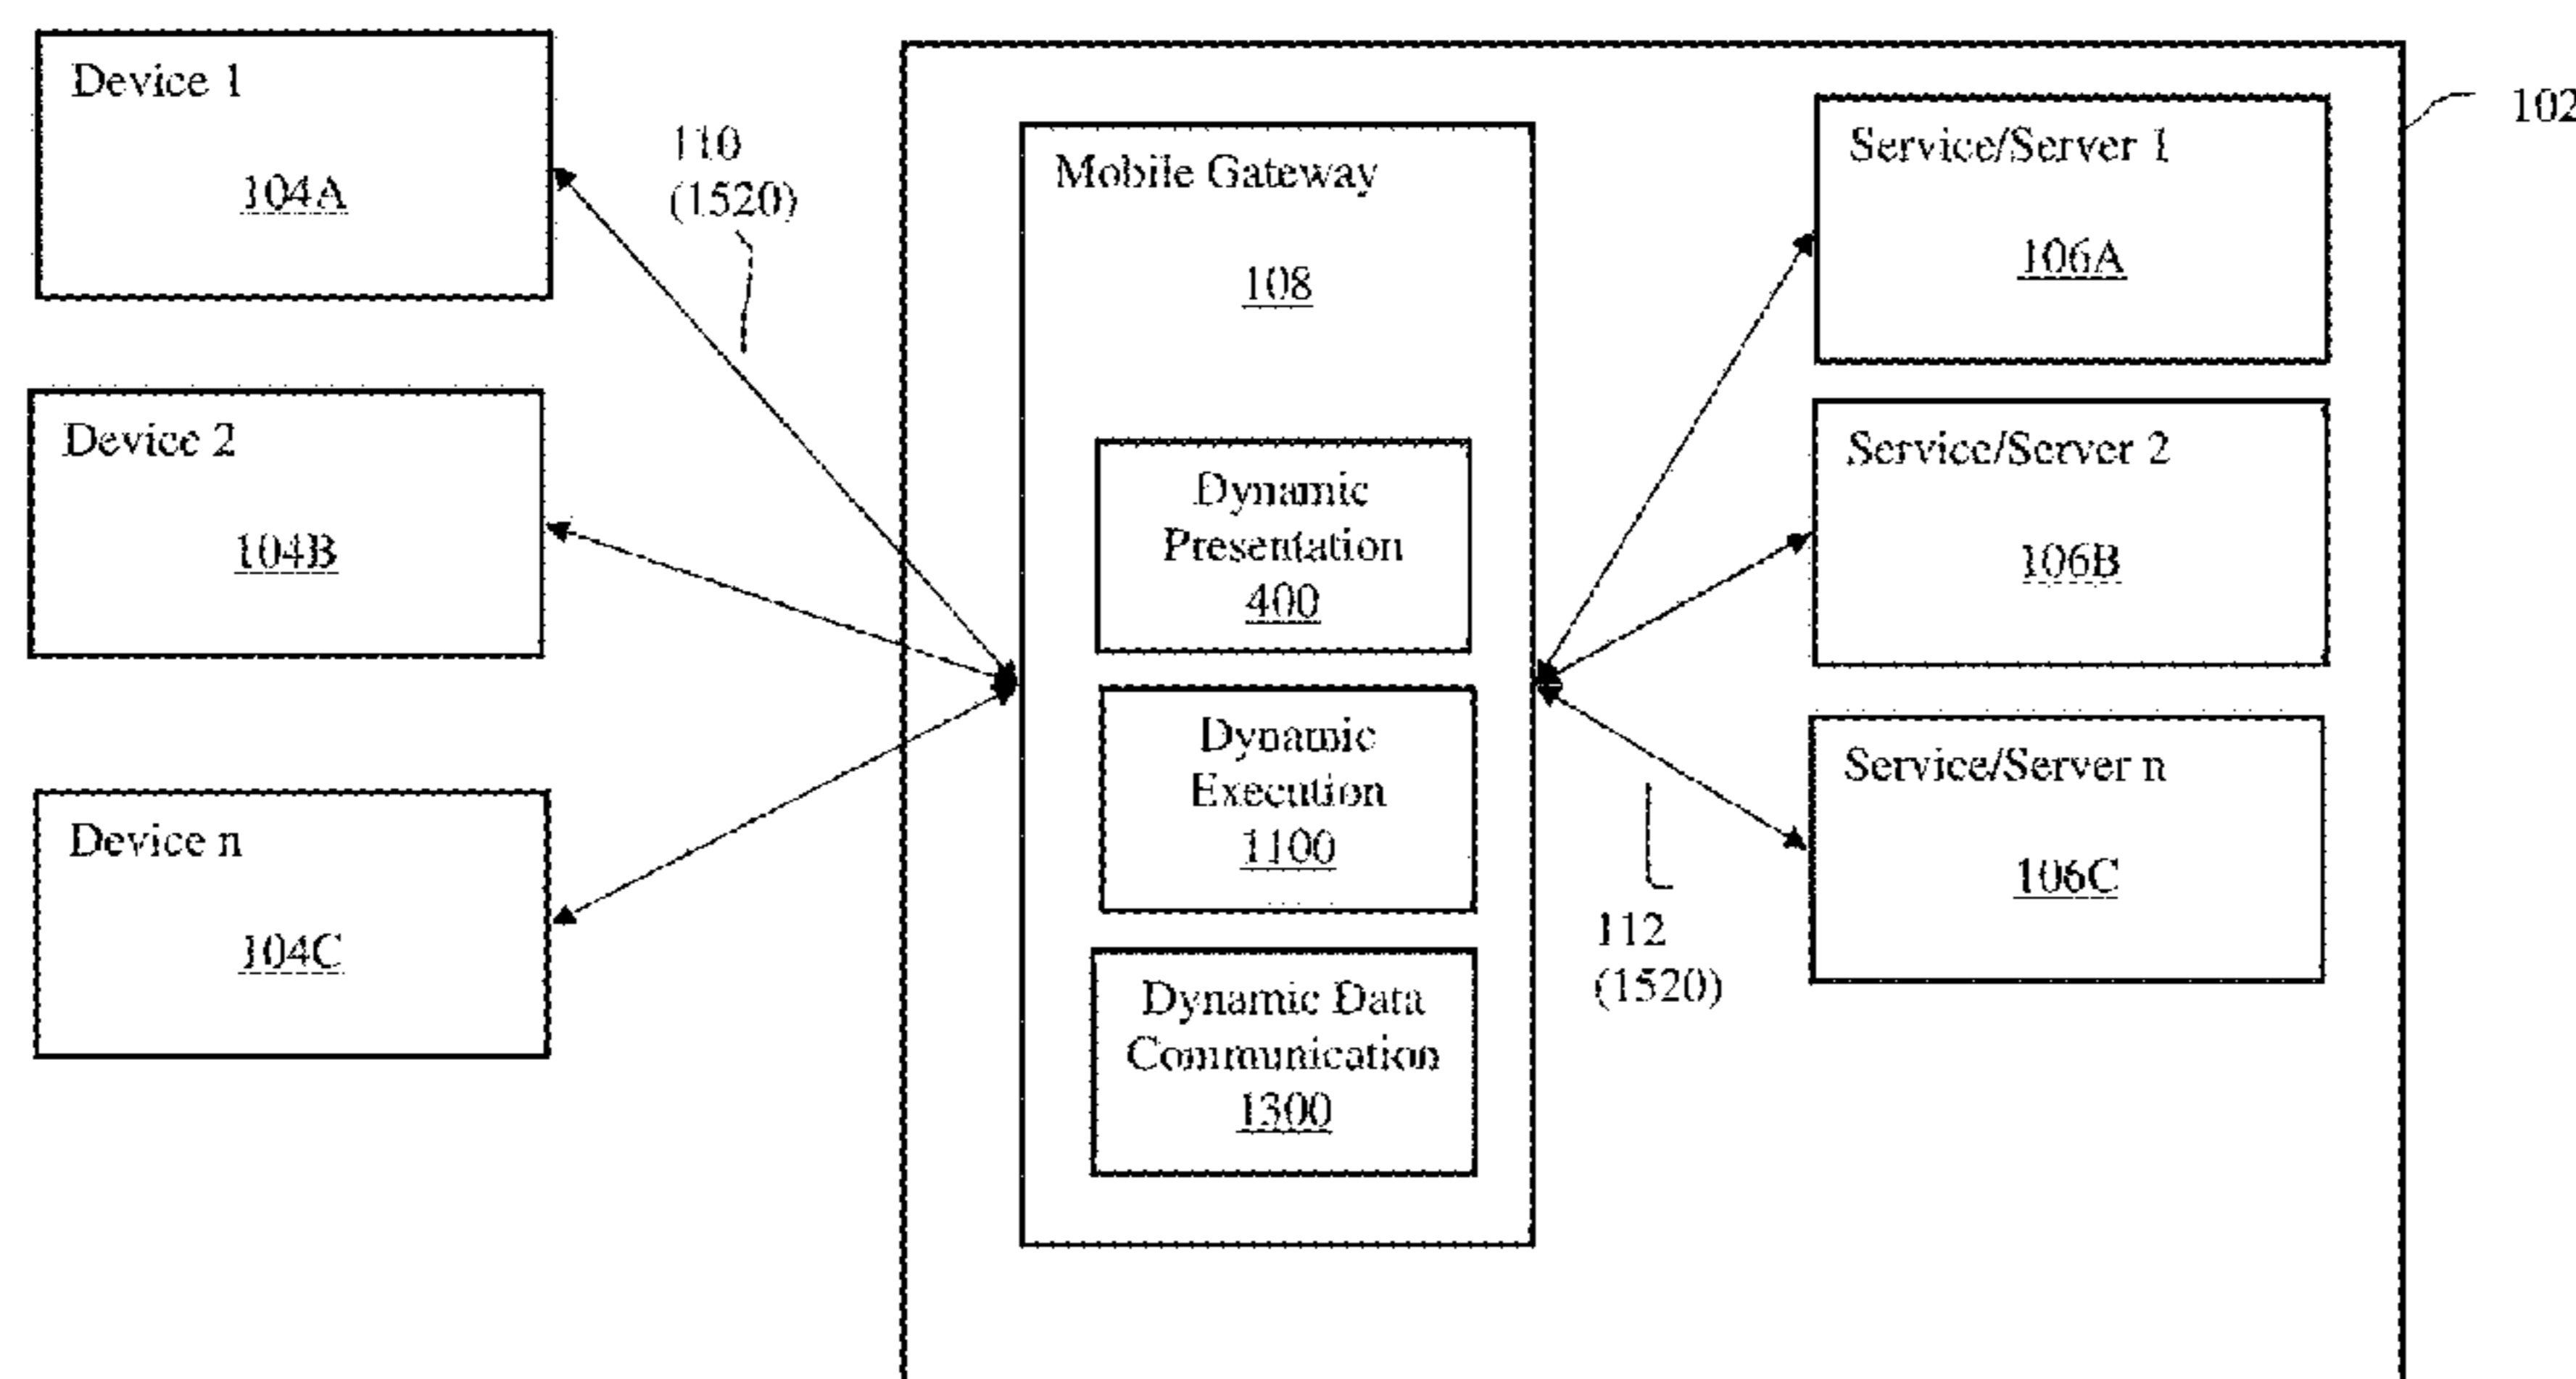 Device 1
104A
Device 2
104B
Device n
104C
110
(1520)
Mobile Gateway
108
Dynamic
Presentation
400
Dynamic
Execution
1100
Dynamic Data
Communication
1300
112
(1520)
Service/Server 1
106A
Service/Server 2
106B
Service/Server n
106C
102